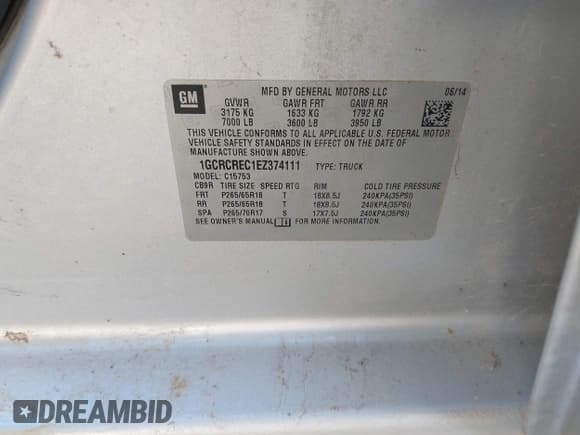 GM
MFD BY GENERAL MOTORS LLC 06/14
GVWR GAWR FRT GAWR RR
3175 KG 1633 KG 1792 KG
7000 LB 3600 LB 3950 LB
THIS VEHICLE CONFORMS TO ALL APPLICABLE U.S. FEDERAL MOTOR
VEHICLE SAFETY STANDARDS IN EFFECT ON THE DATE OF
MANUFACTURE SHOWN ABOVE.
1GCRCREC1EZ374111 TYPE: TRUCK
MODEL: C15753
CB9R TIRE SIZE SPEED RTG RIM COLD TIRE PRESSURE
FRT P265/65R18 T 18X8.5J 240KPA(35PSI)
RR P265/65R18 T 18X8.5J 240KPA(35PSI)
SPA P265/70R17 S 17X7.5J 240KPA(35PSI)
SEE OWNER'S MANUAL FOR MORE INFORMATION.
DREAMBID